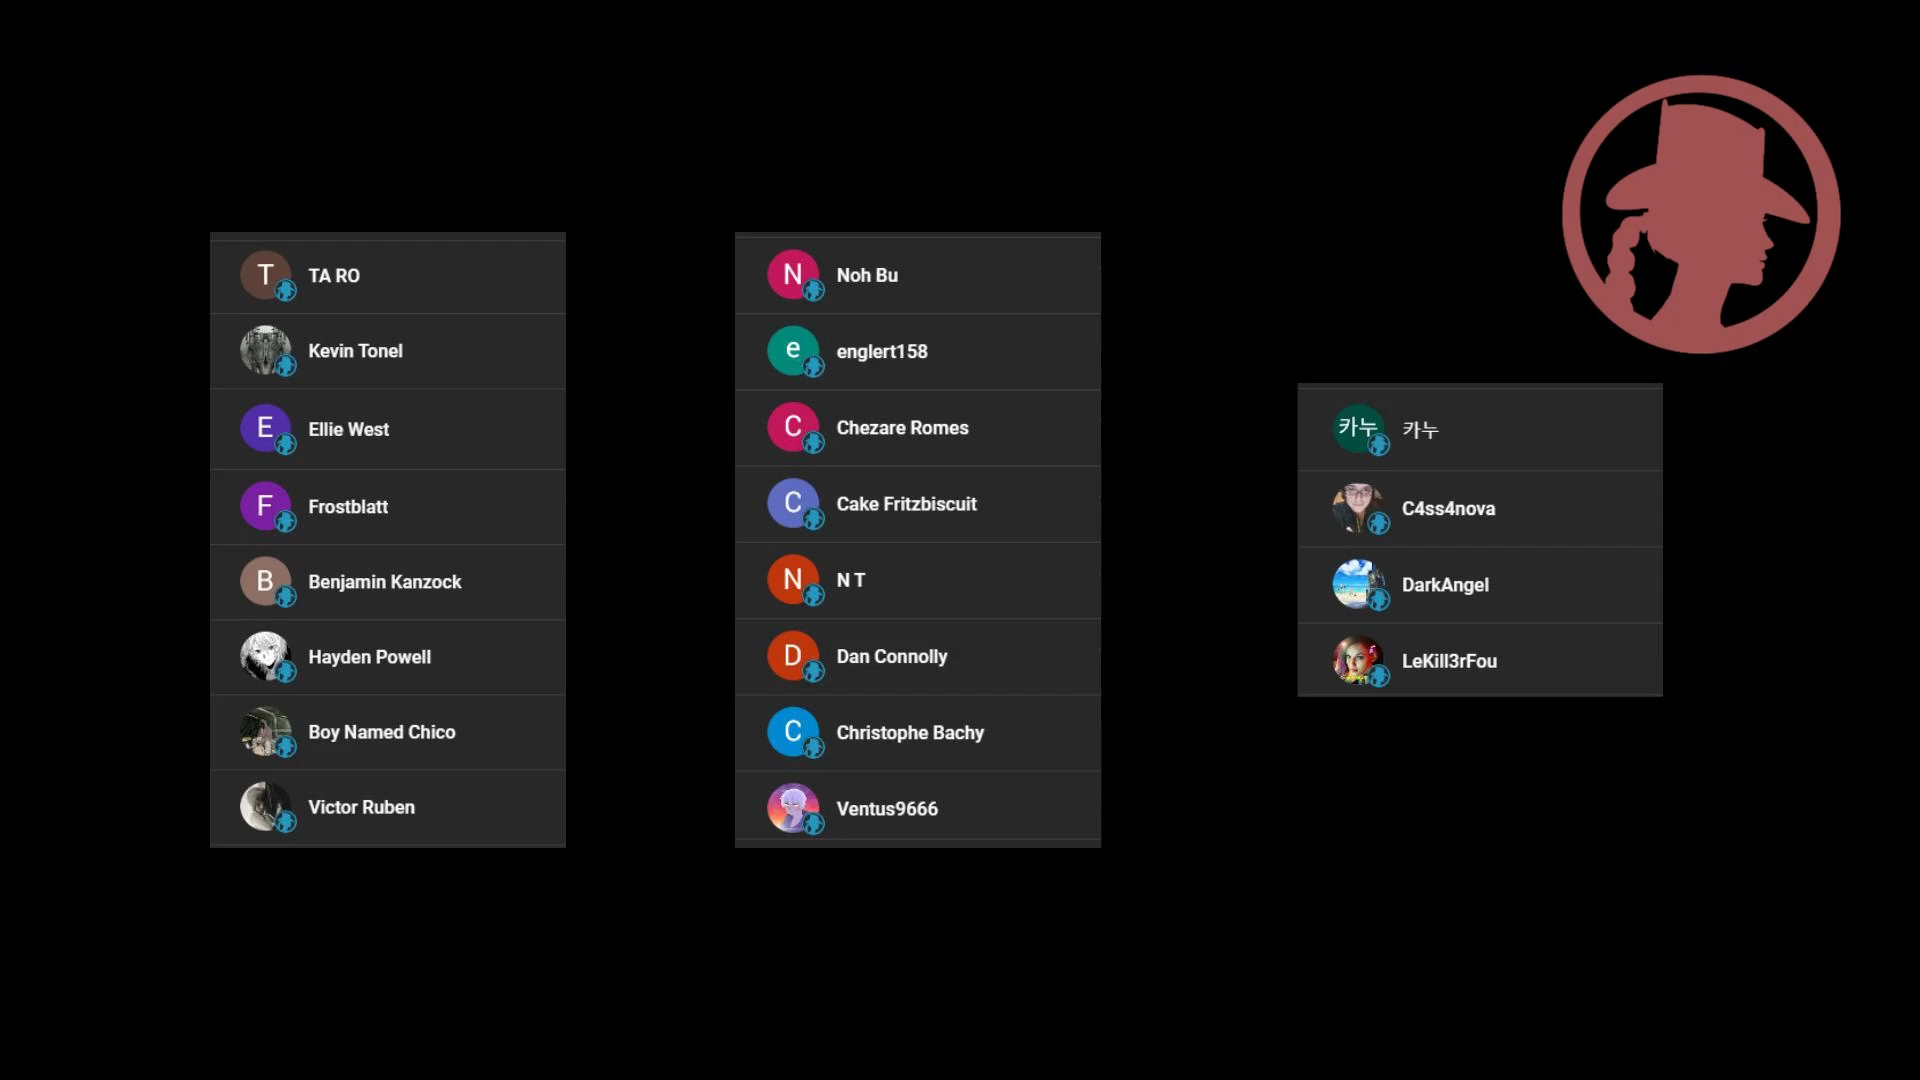 T TA RO
Kevin Tonel
E Ellie West
F Frostblatt
B Benjamin Kanzock
Hayden Powell
Boy Named Chico
Victor Ruben
N Noh Bu
e englert158
C Chezare Romes
C Cake Fritzbiscuit
N N T
D Dan Connolly
C Christophe Bachy
Ventus9666
카누 카누
C4ss4nova
DarkAngel
LeKill3rFou